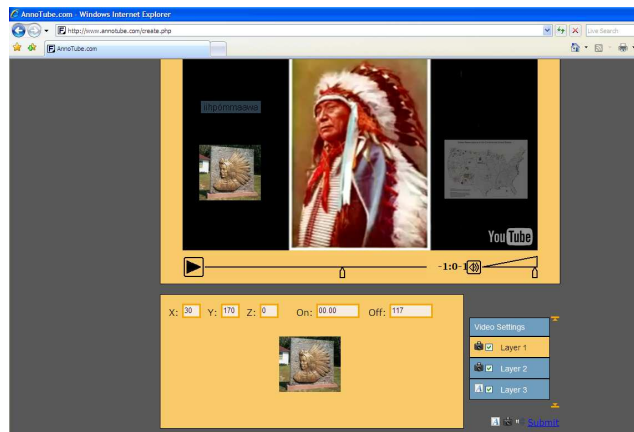 AnnoTube.com - Windows Internet Explorer
http://www.annotube.com/create.php
Live Search
AnnoTube.com
iihpommaawa
YouTube
-1:0-1
X: 30 Y: 170 Z: 0 On: 00.00 Off: 117
Video Settings
Layer 1
Layer 2
A Layer 3
A Submit